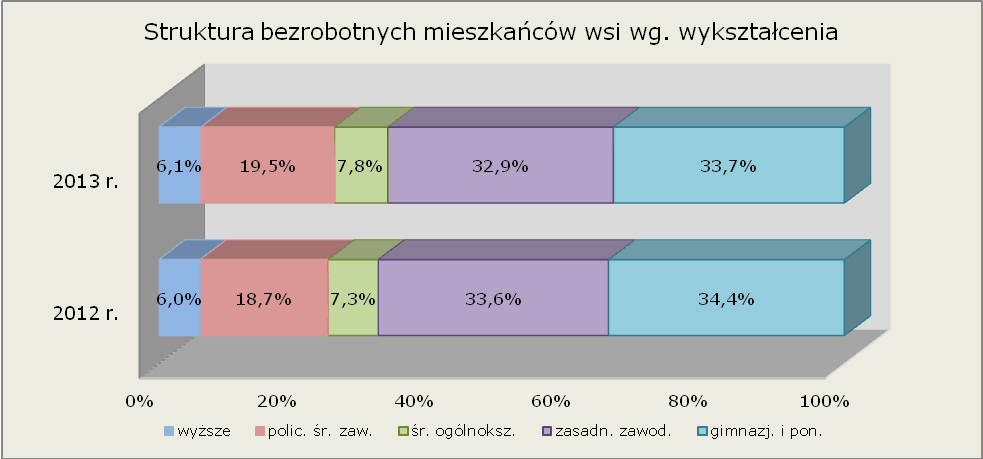 Struktura bezrobotnych mieszkańców wsi wg. wykształcenia
2013 r.
6,1% 19,5% 7,8% 32,9% 33,7%
2012 r.
6,0% 18,7% 7,3% 33,6% 34,4%
0% 20% 40% 60% 80% 100%
wyższe polic. śr. zaw. śr. ogólnoksz. zasadn. zawod. gimnazj. i pon.